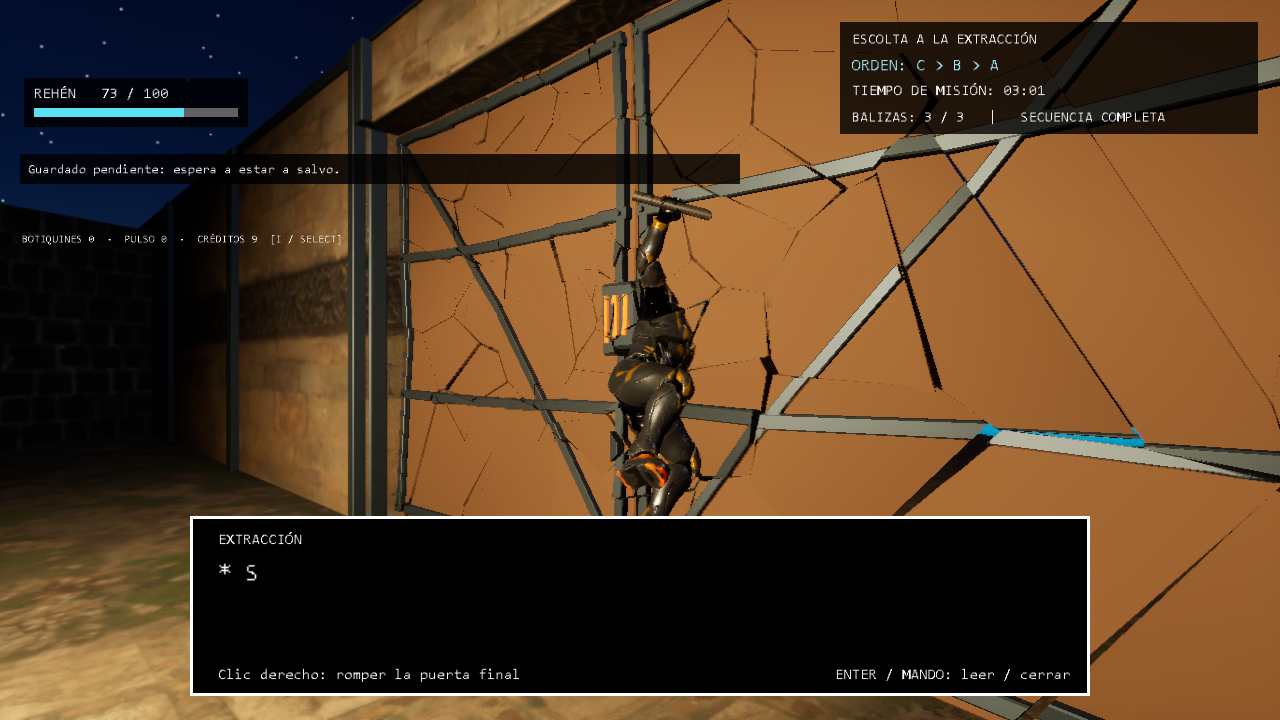 ESCOLTA A LA EXTRACCIÓN
ORDEN: C > B > A
TIEMPO DE MISIÓN: 03:01
BALIZAS: 3 / 3 | SECUENCIA COMPLETA
REHÉN 73 / 100
Guardado pendiente: espera a estar a salvo.
BOTIQUINES 0 · PULSO 0 · CRÉDITOS 9 [I / SELECT]
EXTRACCIÓN
* S
Clic derecho: romper la puerta final
ENTER / MANDO: leer / cerrar